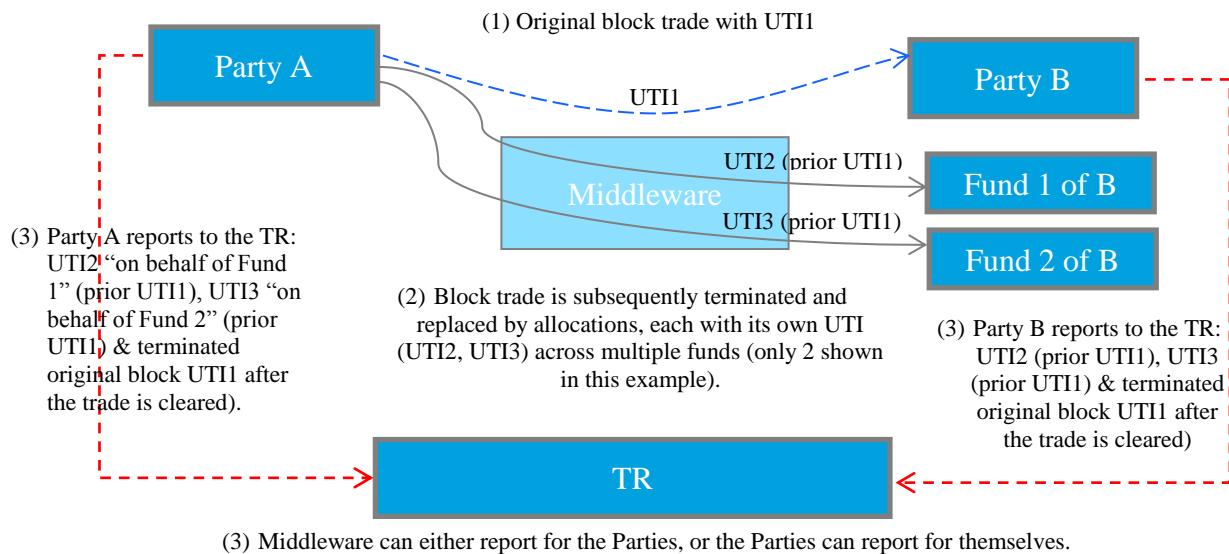 (1) Original block trade with UTI1
Party A
Party B
UTI1
UTI2 (prior UTI1)
Middleware
Fund 1 of B
UTI3 (prior UTI1)
Fund 2 of B
(3) Party A reports to the TR:
UTI2 “on behalf of Fund
1” (prior UTI1), UTI3 “on
behalf of Fund 2” (prior
UTI1) & terminated
original block UTI1 after
the trade is cleared).
(2) Block trade is subsequently terminated and
replaced by allocations, each with its own UTI
(UTI2, UTI3) across multiple funds (only 2 shown
in this example).
(3) Party B reports to the TR:
UTI2 (prior UTI1), UTI3
(prior UTI1) & terminated
original block UTI1 after
the trade is cleared)
TR
(3) Middleware can either report for the Parties, or the Parties can report for themselves.